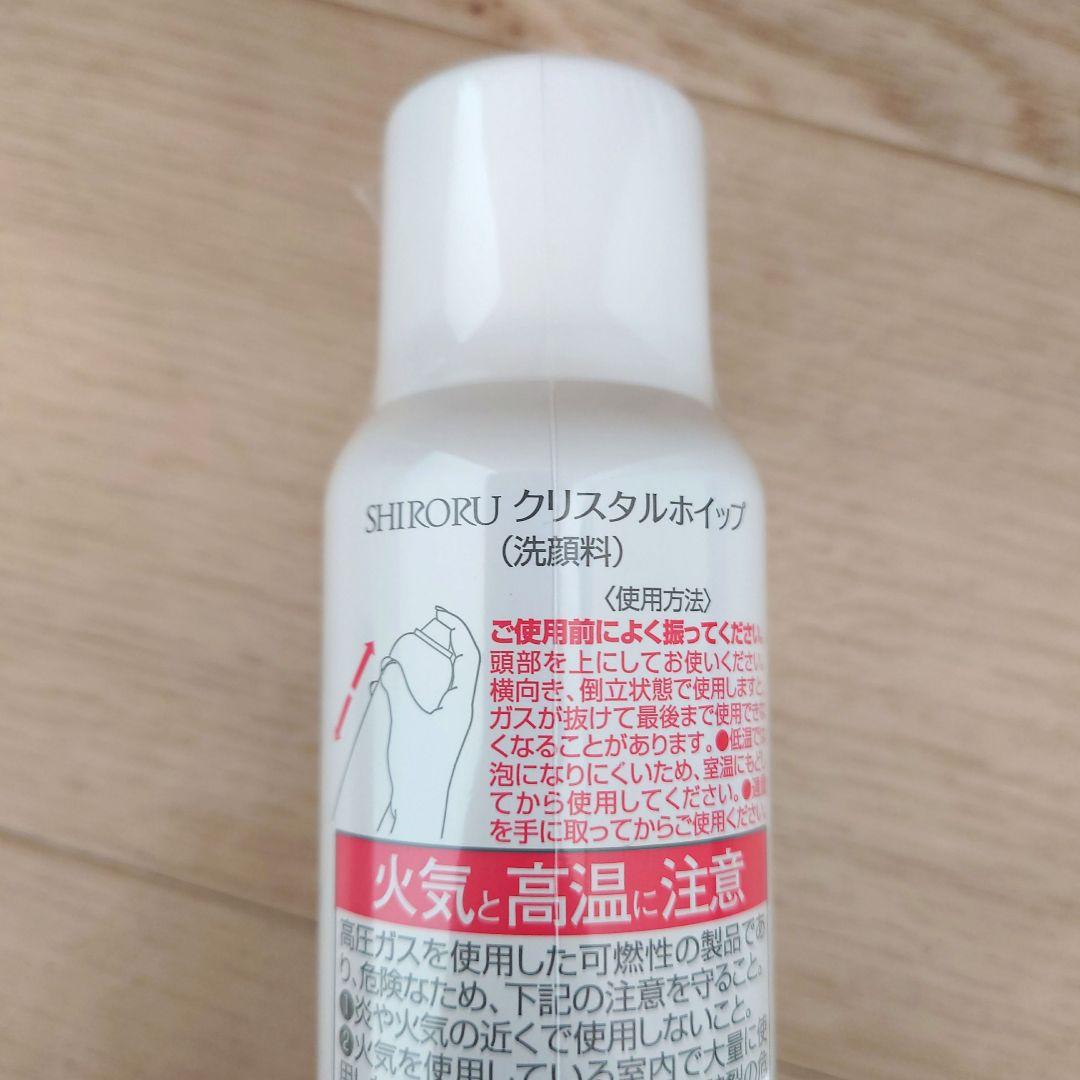 SHIRORU クリスタルホイップ
（洗顔料）
〈使用方法〉
ご使用前によく振ってください。
頭部を上にしてお使いください。
横向き、倒立状態で使用しますと、
ガスが抜けて最後まで使用できな
くなることがあります。●低温では
泡になりにくいため、室温にもどし
てから使用してください。●適量
を手に取ってからご使用ください。
火気と高温に注意
高圧ガスを使用した可燃性の製品であ
り、危険なため、下記の注意を守ること。
❶炎や火気の近くで使用しないこと。
❷火気を使用している室内で大量に使